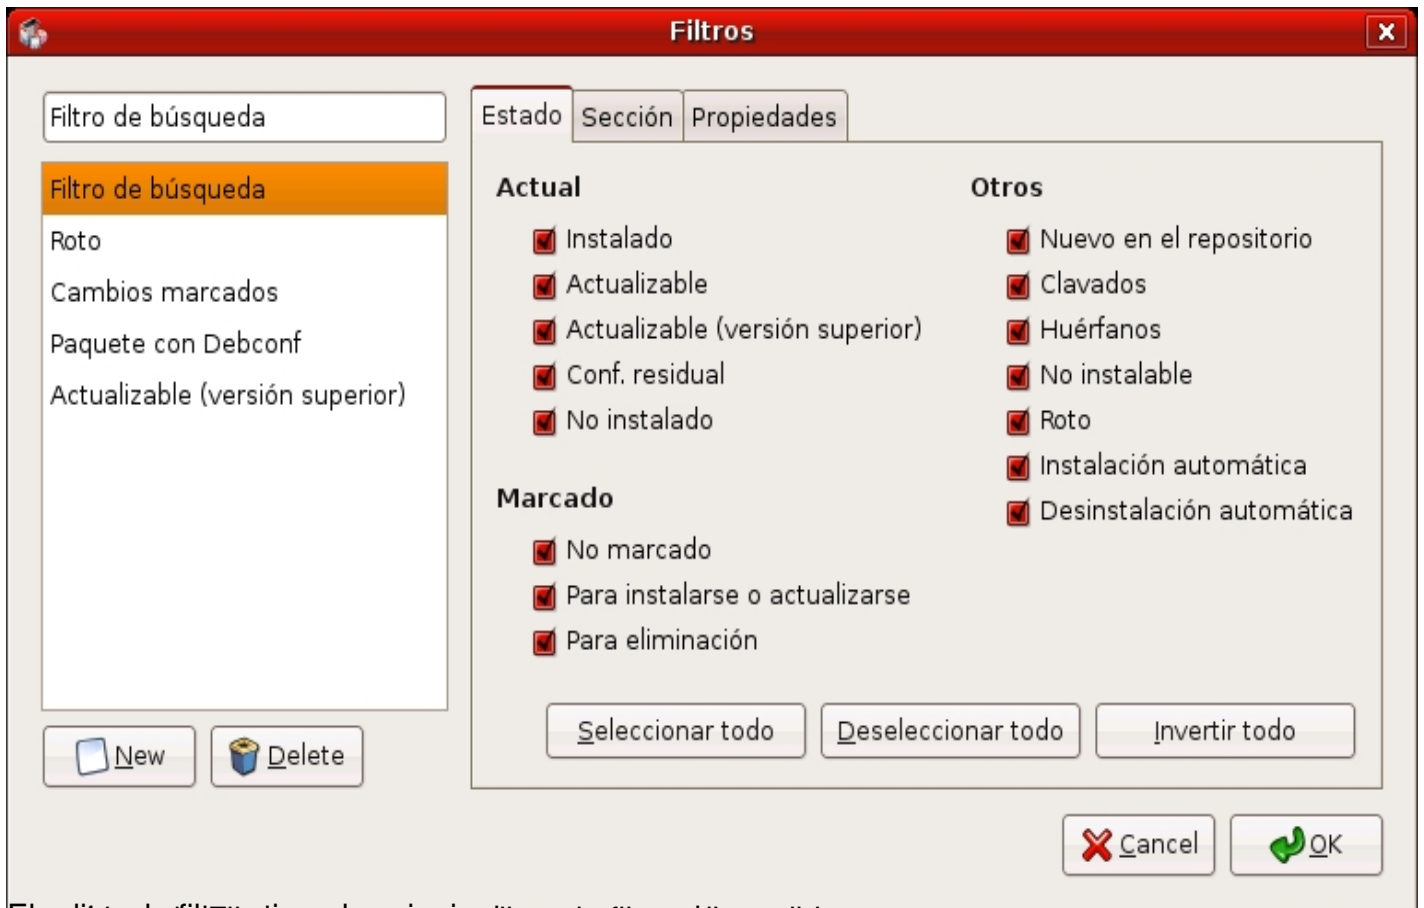 Filtros
Filtro de búsqueda
Filtro de búsqueda
Roto
Cambios marcados
Paquete con Debconf
Actualizable (versión superior)
New
Delete
Estado
Sección
Propiedades
Actual
Instalado
Actualizable
Actualizable (versión superior)
Conf. residual
No instalado
Marcado
No marcado
Para instalarse o actualizarse
Para eliminación
Otros
Nuevo en el repositorio
Clavados
Huérfanos
No instalable
Roto
Instalación automática
Desinstalación automática
Seleccionar todo
Deseleccionar todo
Invertir todo
Cancel
OK